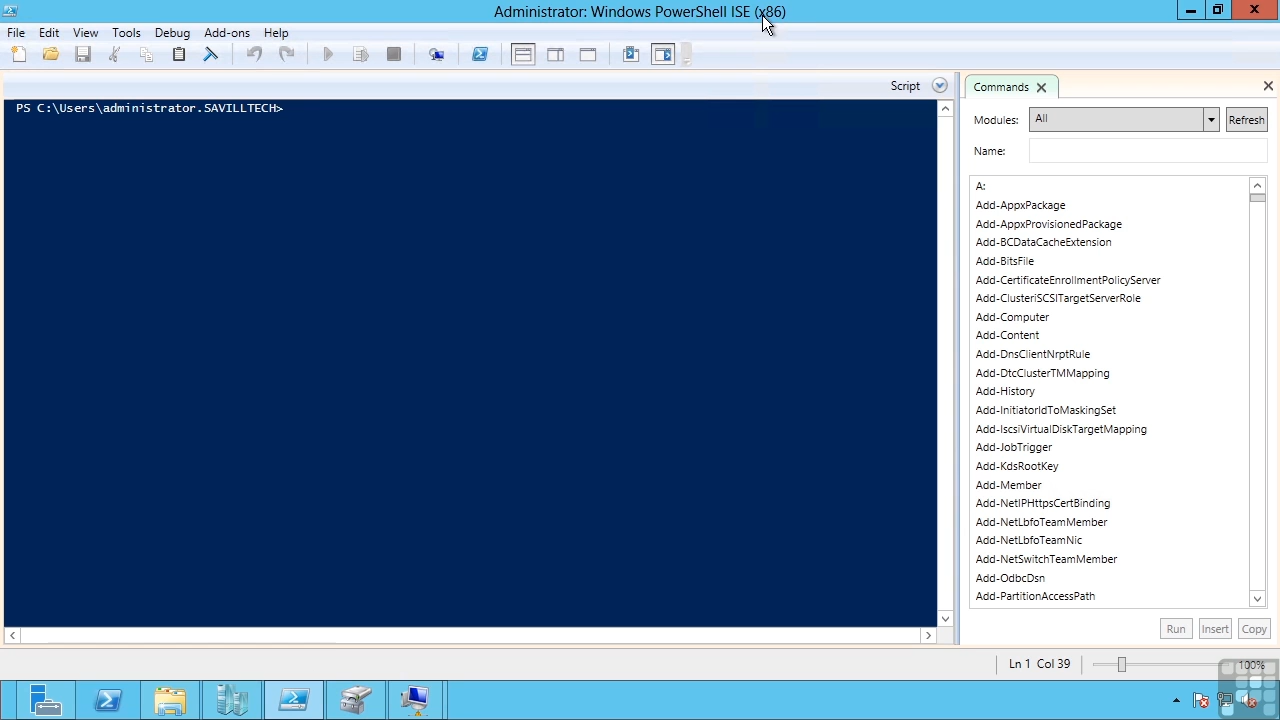 Administrator: Windows PowerShell ISE (x86)
File Edit View Tools Debug Add-ons Help
Script
Commands
PS C:\Users\administrator.SAVILLTECH>
Modules: All Refresh
Name:
A:
Add-AppxPackage
Add-AppxProvisionedPackage
Add-BCDataCacheExtension
Add-BitsFile
Add-CertificateEnrollmentPolicyServer
Add-ClusteriSCSITargetServerRole
Add-Computer
Add-Content
Add-DnsClientNrptRule
Add-DtcClusterTMMapping
Add-History
Add-InitiatorIdToMaskingSet
Add-IscsiVirtualDiskTargetMapping
Add-JobTrigger
Add-KdsRootKey
Add-Member
Add-NetIPHttpsCertBinding
Add-NetLbfoTeamMember
Add-NetLbfoTeamNic
Add-NetSwitchTeamMember
Add-OdbcDsn
Add-PartitionAccessPath
Run Insert Copy
Ln 1 Col 39 100%